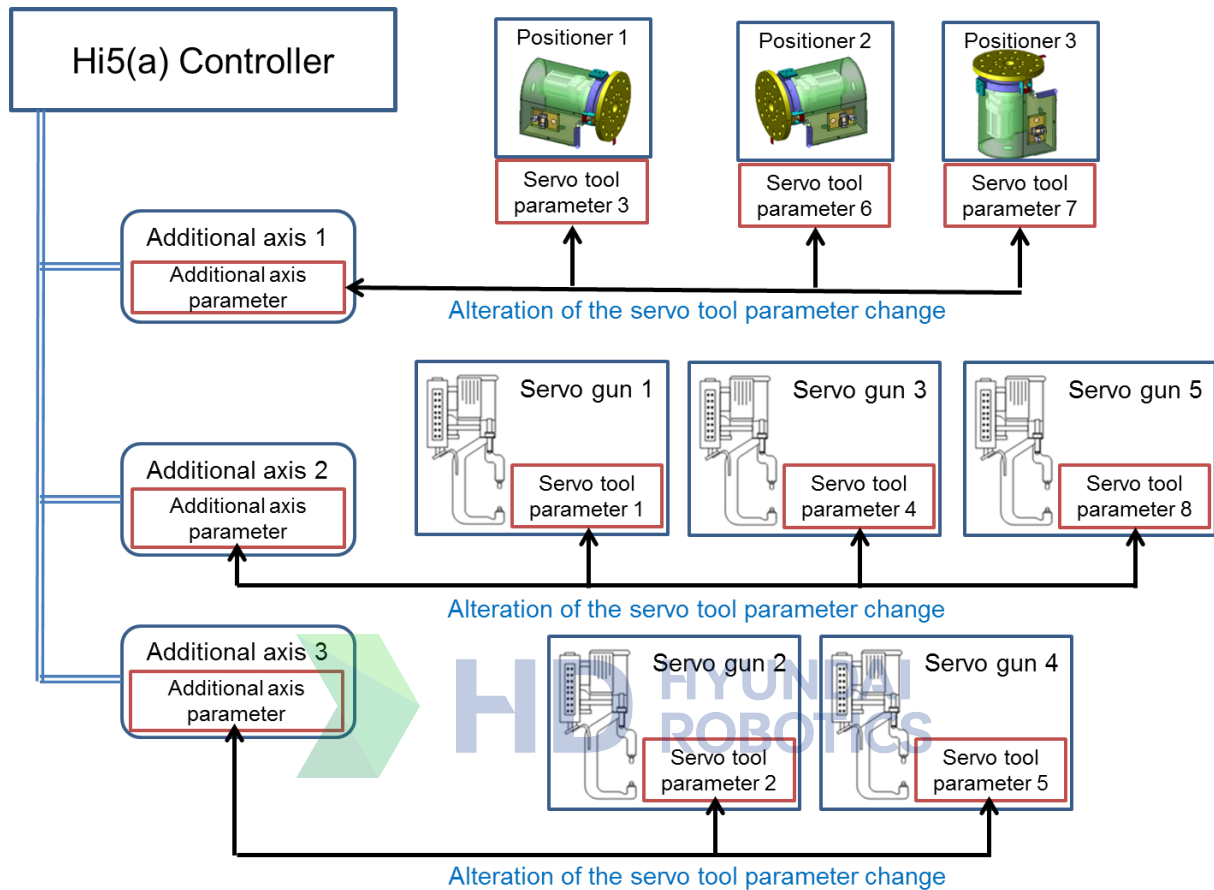 Hi5(a) Controller
Positioner 1
Positioner 2
Positioner 3
Servo tool
parameter 3
Servo tool
parameter 6
Servo tool
parameter 7
Additional axis 1
Additional axis
parameter
Alteration of the servo tool parameter change
Servo gun 1
Servo gun 3
Servo gun 5
Additional axis 2
Additional axis
parameter
Servo tool
parameter 1
Servo tool
parameter 4
Servo tool
parameter 8
Alteration of the servo tool parameter change
Additional axis 3
Additional axis
parameter
Servo gun 2
Servo gun 4
HD HYUNDAI
ROBOTICS
Servo tool
parameter 2
Servo tool
parameter 5
Alteration of the servo tool parameter change